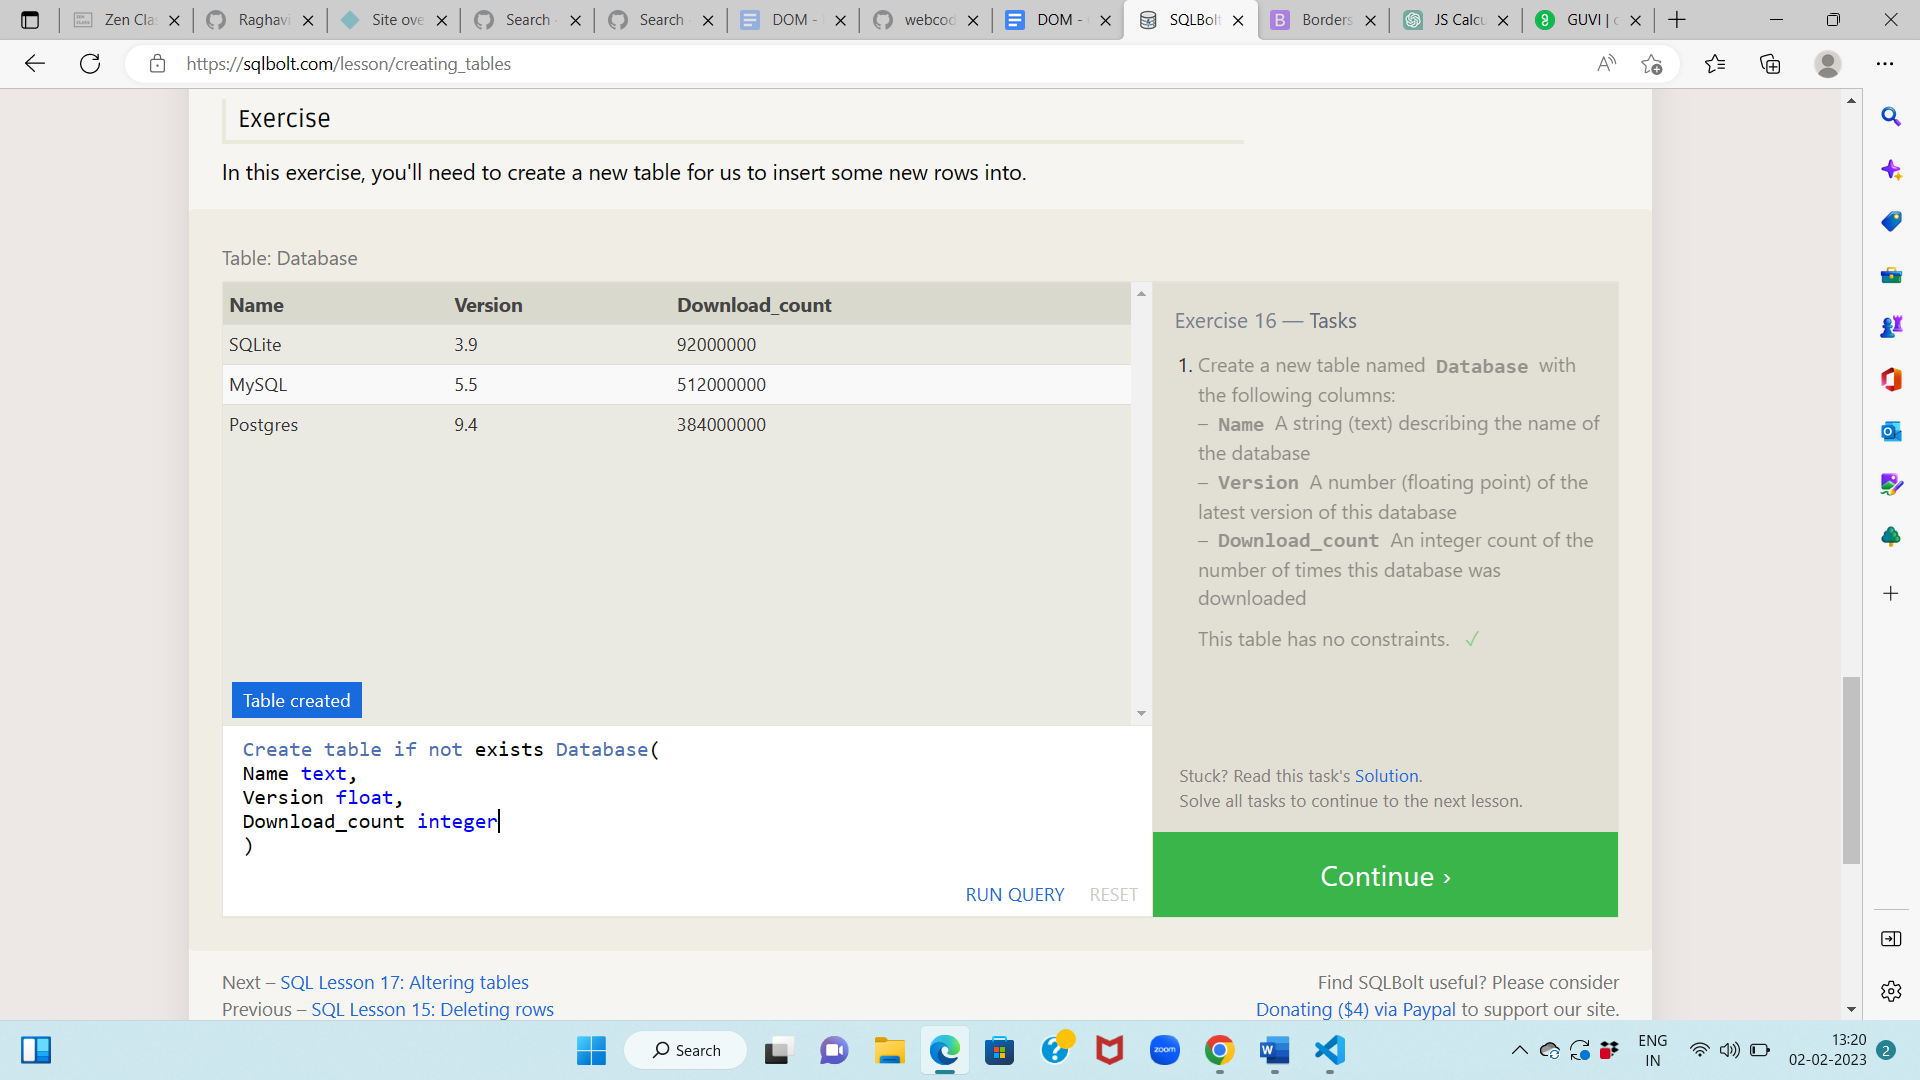 Zen Cla
Raghavi
Site ove
Search
Search
DOM -
webcod
DOM -
SQLBolt
Borders
JS Calcu
GUVI |
https://sqlbolt.com/lesson/creating_tables
Exercise
In this exercise, you'll need to create a new table for us to insert some new rows into.
Table: Database
Name Version Download_count
SQLite 3.9 92000000
MySQL 5.5 512000000
Postgres 9.4 384000000
Table created
Create table if not exists Database(
Name text,
Version float,
Download_count integer
)
RUN QUERY RESET
Exercise 16 — Tasks
1. Create a new table named Database with
the following columns:
– Name A string (text) describing the name of
the database
– Version A number (floating point) of the
latest version of this database
– Download_count An integer count of the
number of times this database was
downloaded
This table has no constraints. ✓
Stuck? Read this task's Solution.
Solve all tasks to continue to the next lesson.
Continue ›
Next – SQL Lesson 17: Altering tables
Previous – SQL Lesson 15: Deleting rows
Find SQLBolt useful? Please consider
Donating ($4) via Paypal to support our site.
Search
zoom
ENG
IN
13:20
02-02-2023
2